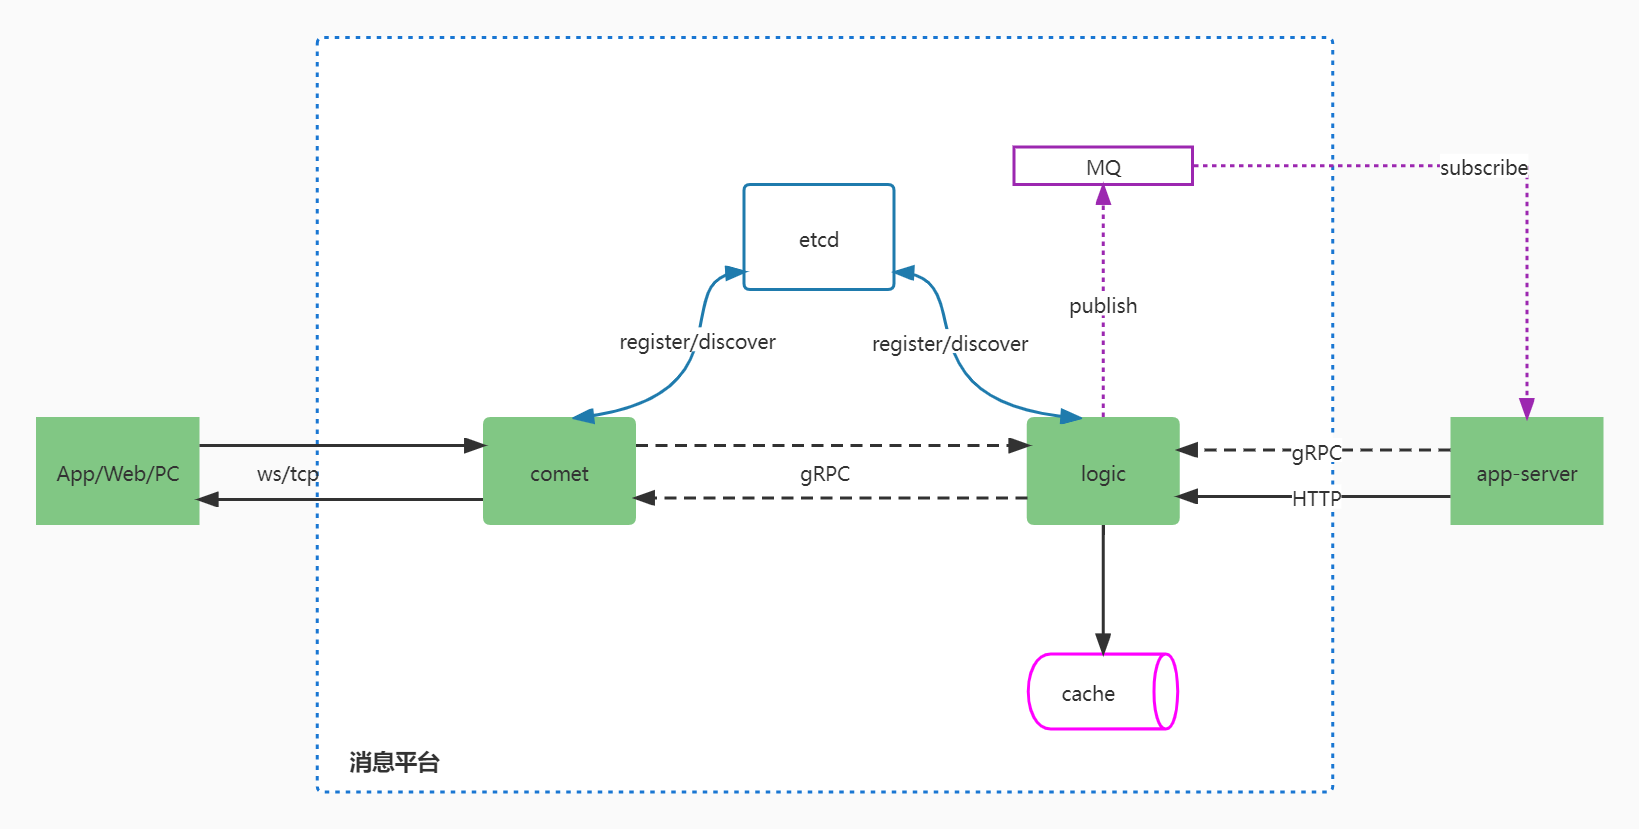 MQ
subscribe
etcd
publish
register/discover
register/discover
App/Web/PC
ws/tcp
comet
gRPC
logic
gRPC
HTTP
app-server
cache
消息平台